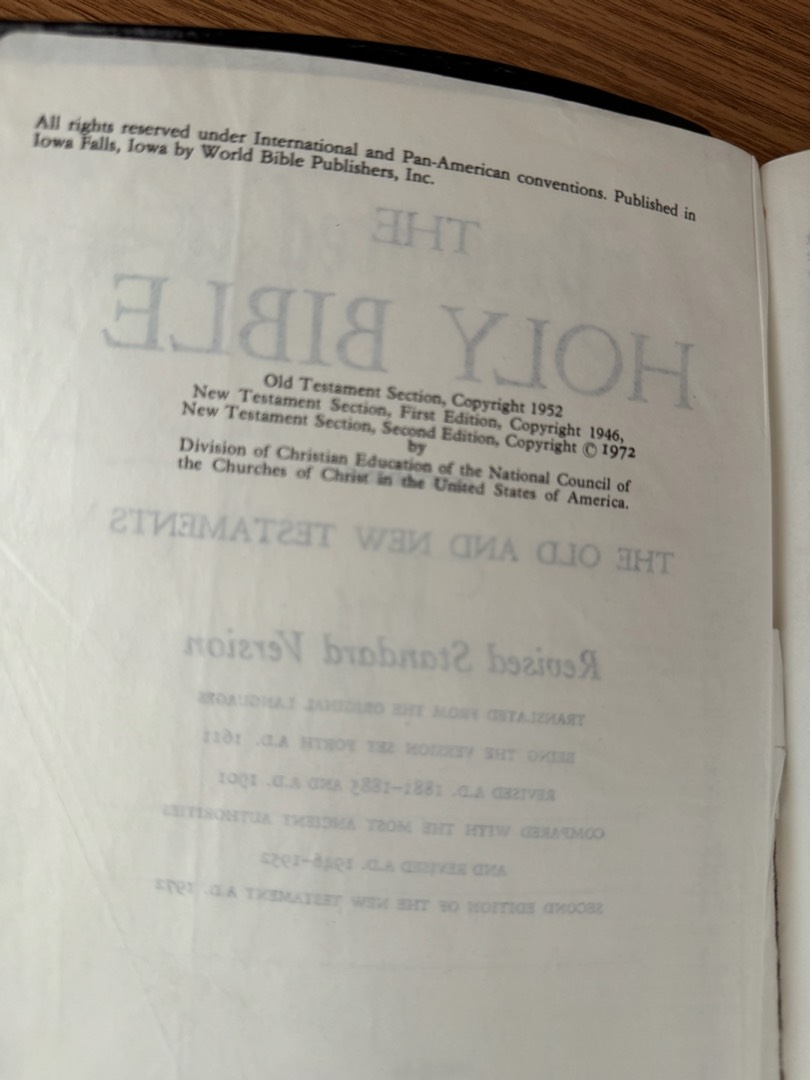 All rights reserved under International and Pan-American conventions. Published in
Iowa Falls, Iowa by World Bible Publishers, Inc.
THE
HOLY BIBLE
Old Testament Section, Copyright 1952
New Testament Section, First Edition, Copyright 1946,
New Testament Section, Second Edition, Copyright © 1972
by
Division of Christian Education of the National Council of
the Churches of Christ in the United States of America.
THE OLD AND NEW TESTAMENTS
Revised Standard Version
TRANSLATED FROM THE ORIGINAL LANGUAGES
BEING THE VERSION SET FORTH A.D. 1611
REVISED A.D. 1881–1885 AND A.D. 1901
COMPARED WITH THE MOST ANCIENT AUTHORITIES
AND REVISED A.D. 1946–1952
SECOND EDITION OF THE NEW TESTAMENT A.D. 1972